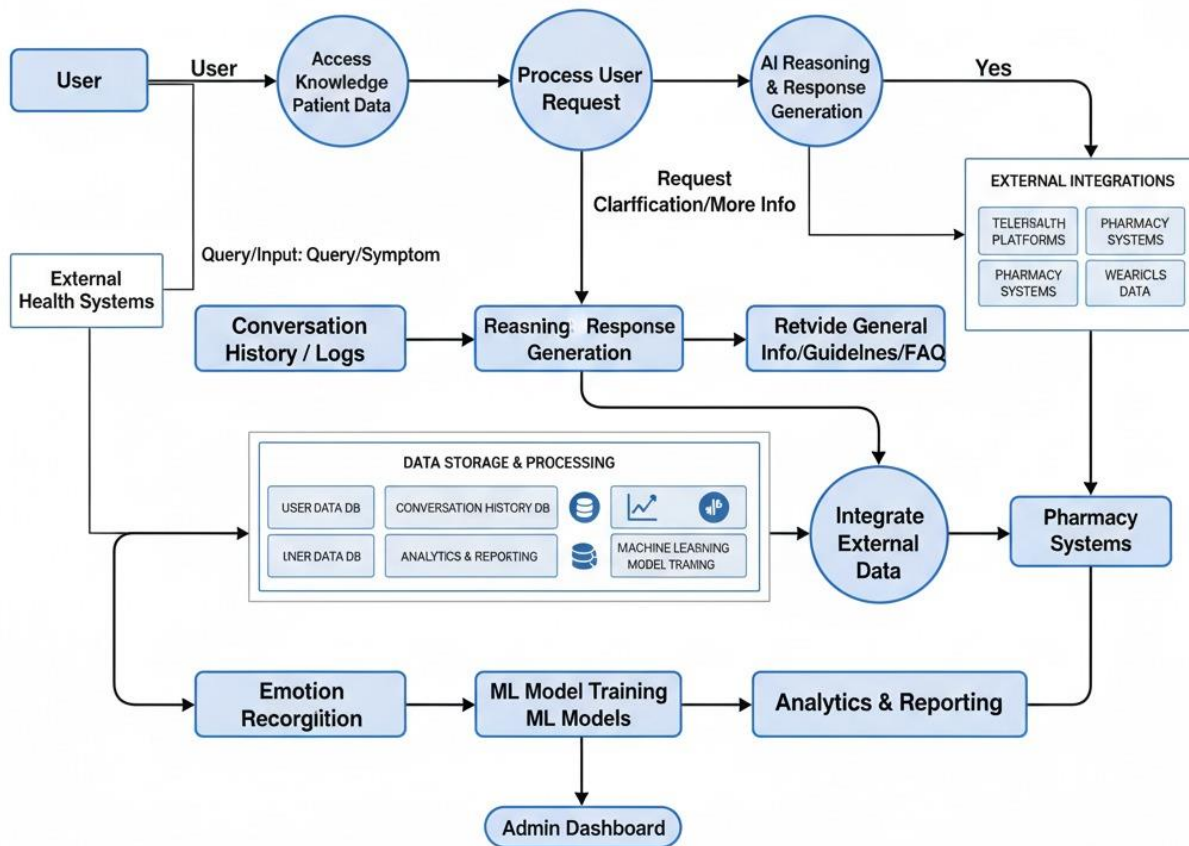 User
User
Access
Knowledge
Patient Data
Process User
Request
AI Reasoning
& Response
Generation
Yes
Request
Clarffication/More Info
EXTERNAL INTEGRATIONS
TELERSALTH
PLATFORMS
PHARMACY
SYSTEMS
PHARMACY
SYSTEMS
WEARICLS
DATA
Query/Input: Query/Symptom
External
Health Systems
Conversation
History / Logs
Reasning Response
Generation
Retvide General
Info/Guidelnes/FAQ
DATA STORAGE & PROCESSING
USER DATA DB
CONVERSATION HISTORY DB
UNER DATA DB
ANALYTICS & REPORTING
MACHINE LEABNING
MODEL TRAMNG
Integrate
External
Data
Pharmacy
Systems
Emotion
Recorgiition
ML Model Training
ML Models
Analytics & Reporting
Admin Dashboard